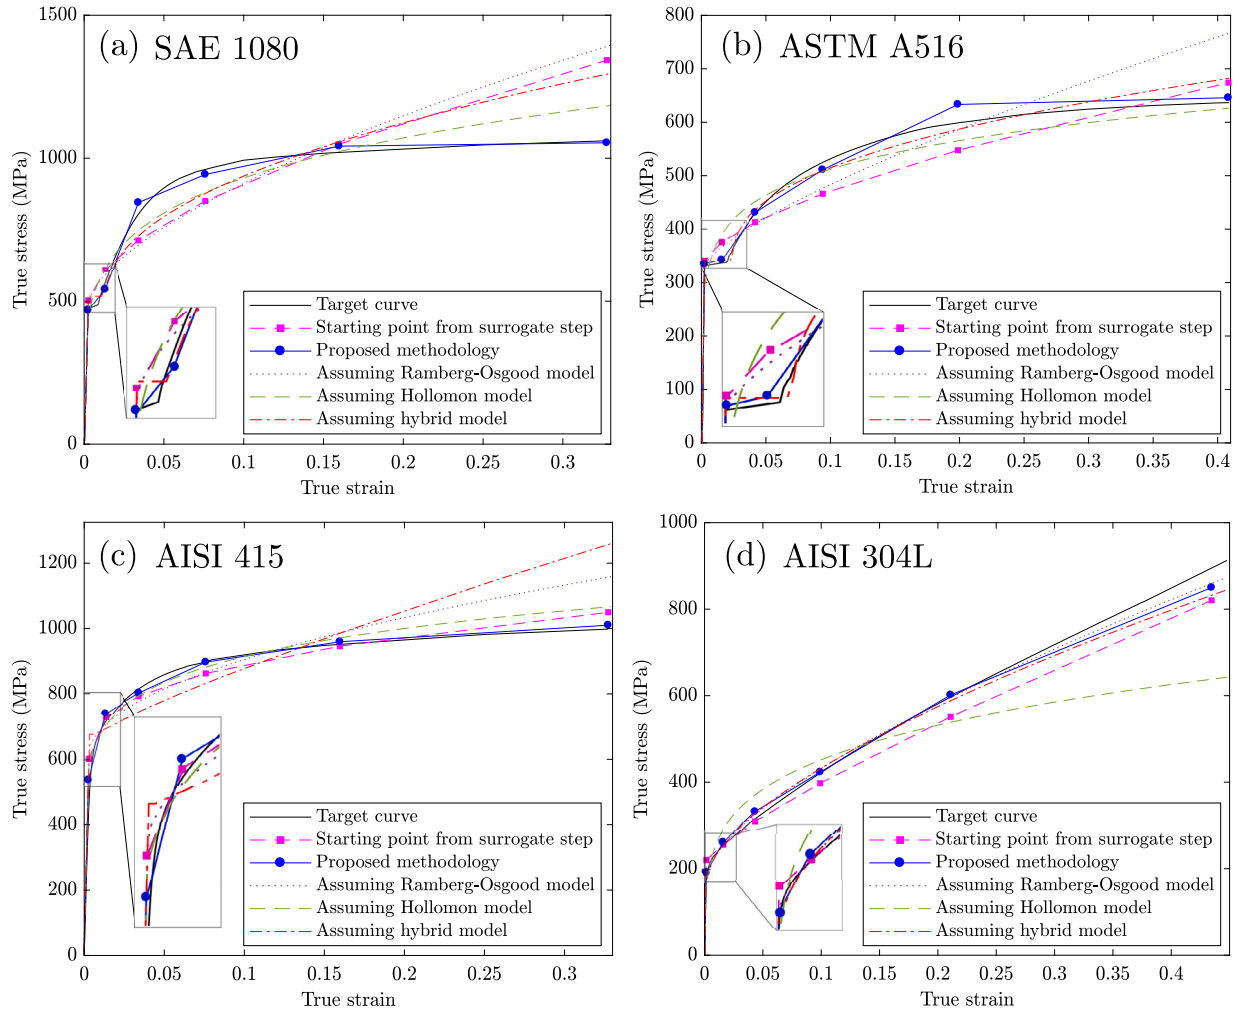 (a) SAE 1080
True stress (MPa)
1500
1000
500
0
Target curve
Starting point from surrogate step
Proposed methodology
Assuming Ramberg-Osgood model
Assuming Hollomon model
Assuming hybrid model
0 0.05 0.1 0.15 0.2 0.25 0.3
True strain
(b) ASTM A516
True stress (MPa)
800
700
600
500
400
300
200
100
0
Target curve
Starting point from surrogate step
Proposed methodology
Assuming Ramberg-Osgood model
Assuming Hollomon model
Assuming hybrid model
0 0.05 0.1 0.15 0.2 0.25 0.3 0.35 0.4
True strain
(c) AISI 415
True stress (MPa)
1200
1000
800
600
400
200
0
Target curve
Starting point from surrogate step
Proposed methodology
Assuming Ramberg-Osgood model
Assuming Hollomon model
Assuming hybrid model
0 0.05 0.1 0.15 0.2 0.25 0.3
True strain
(d) AISI 304L
True stress (MPa)
1000
800
600
400
200
0
Target curve
Starting point from surrogate step
Proposed methodology
Assuming Ramberg-Osgood model
Assuming Hollomon model
Assuming hybrid model
0 0.05 0.1 0.15 0.2 0.25 0.3 0.35 0.4
True strain